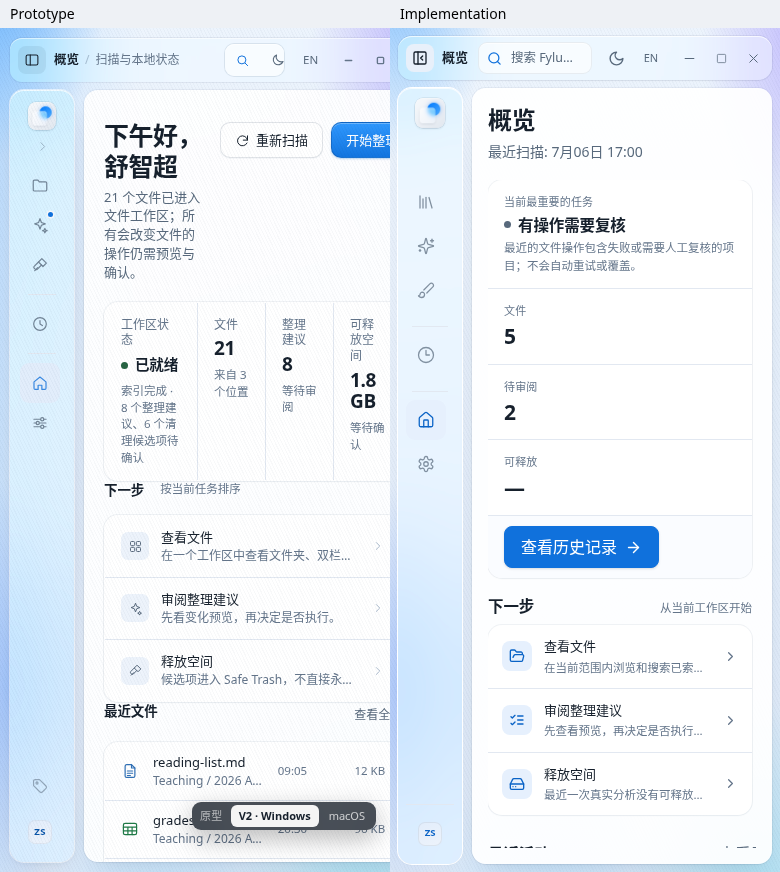 Prototype
概览 / 扫描与本地状态
EN
下午好，
舒智超
重新扫描
开始整理
21 个文件已进入
文件工作区；所
有会改变文件的
操作仍需预览与
确认。
工作区状
态
已就绪
索引完成 ·
8 个整理建
议、6 个清
理候选项待
确认
文件
21
来自 3
个位置
整理
建议
8
等待审
阅
可释
放空
间
1.8
GB
等待确
认
下一步 按当前任务排序
查看文件
在一个工作区中查看文件夹、双栏...
审阅整理建议
先看变化预览，再决定是否执行。
释放空间
候选项进入 Safe Trash，不直接永...
最近文件
查看全
reading-list.md
Teaching / 2026 A...
09:05
12 KB
grades
Teaching / 2026 A...
原型 V2 · Windows macOS
ZS
Implementation
概览
搜索 Fylu...
EN
概览
最近扫描: 7月06日 17:00
当前最重要的任务
有操作需要复核
最近的文件操作包含失败或需要人工复核的项
目；不会自动重试或覆盖。
文件
5
待审阅
2
可释放
—
查看历史记录
下一步
从当前工作区开始
查看文件
在当前范围内浏览和搜索已索...
审阅整理建议
先查看预览，再决定是否执行...
释放空间
最近一次真实分析没有可释放...
ZS